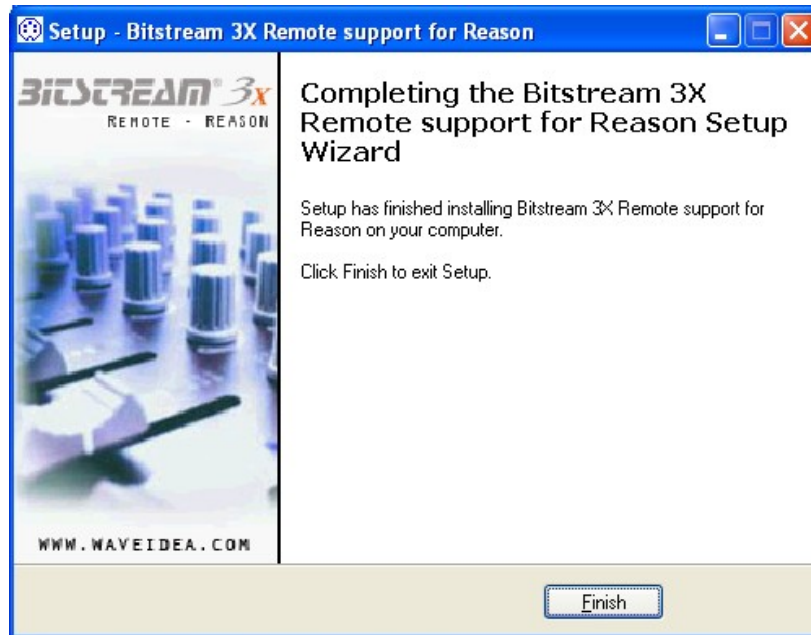 Setup - Bitstream 3X Remote support for Reason
BITSTREAM® 3x
REMOTE - REASON
Completing the Bitstream 3X
Remote support for Reason Setup
Wizard
Setup has finished installing Bitstream 3X Remote support for
Reason on your computer.
Click Finish to exit Setup.
WWW.WAVEIDEA.COM
Finish